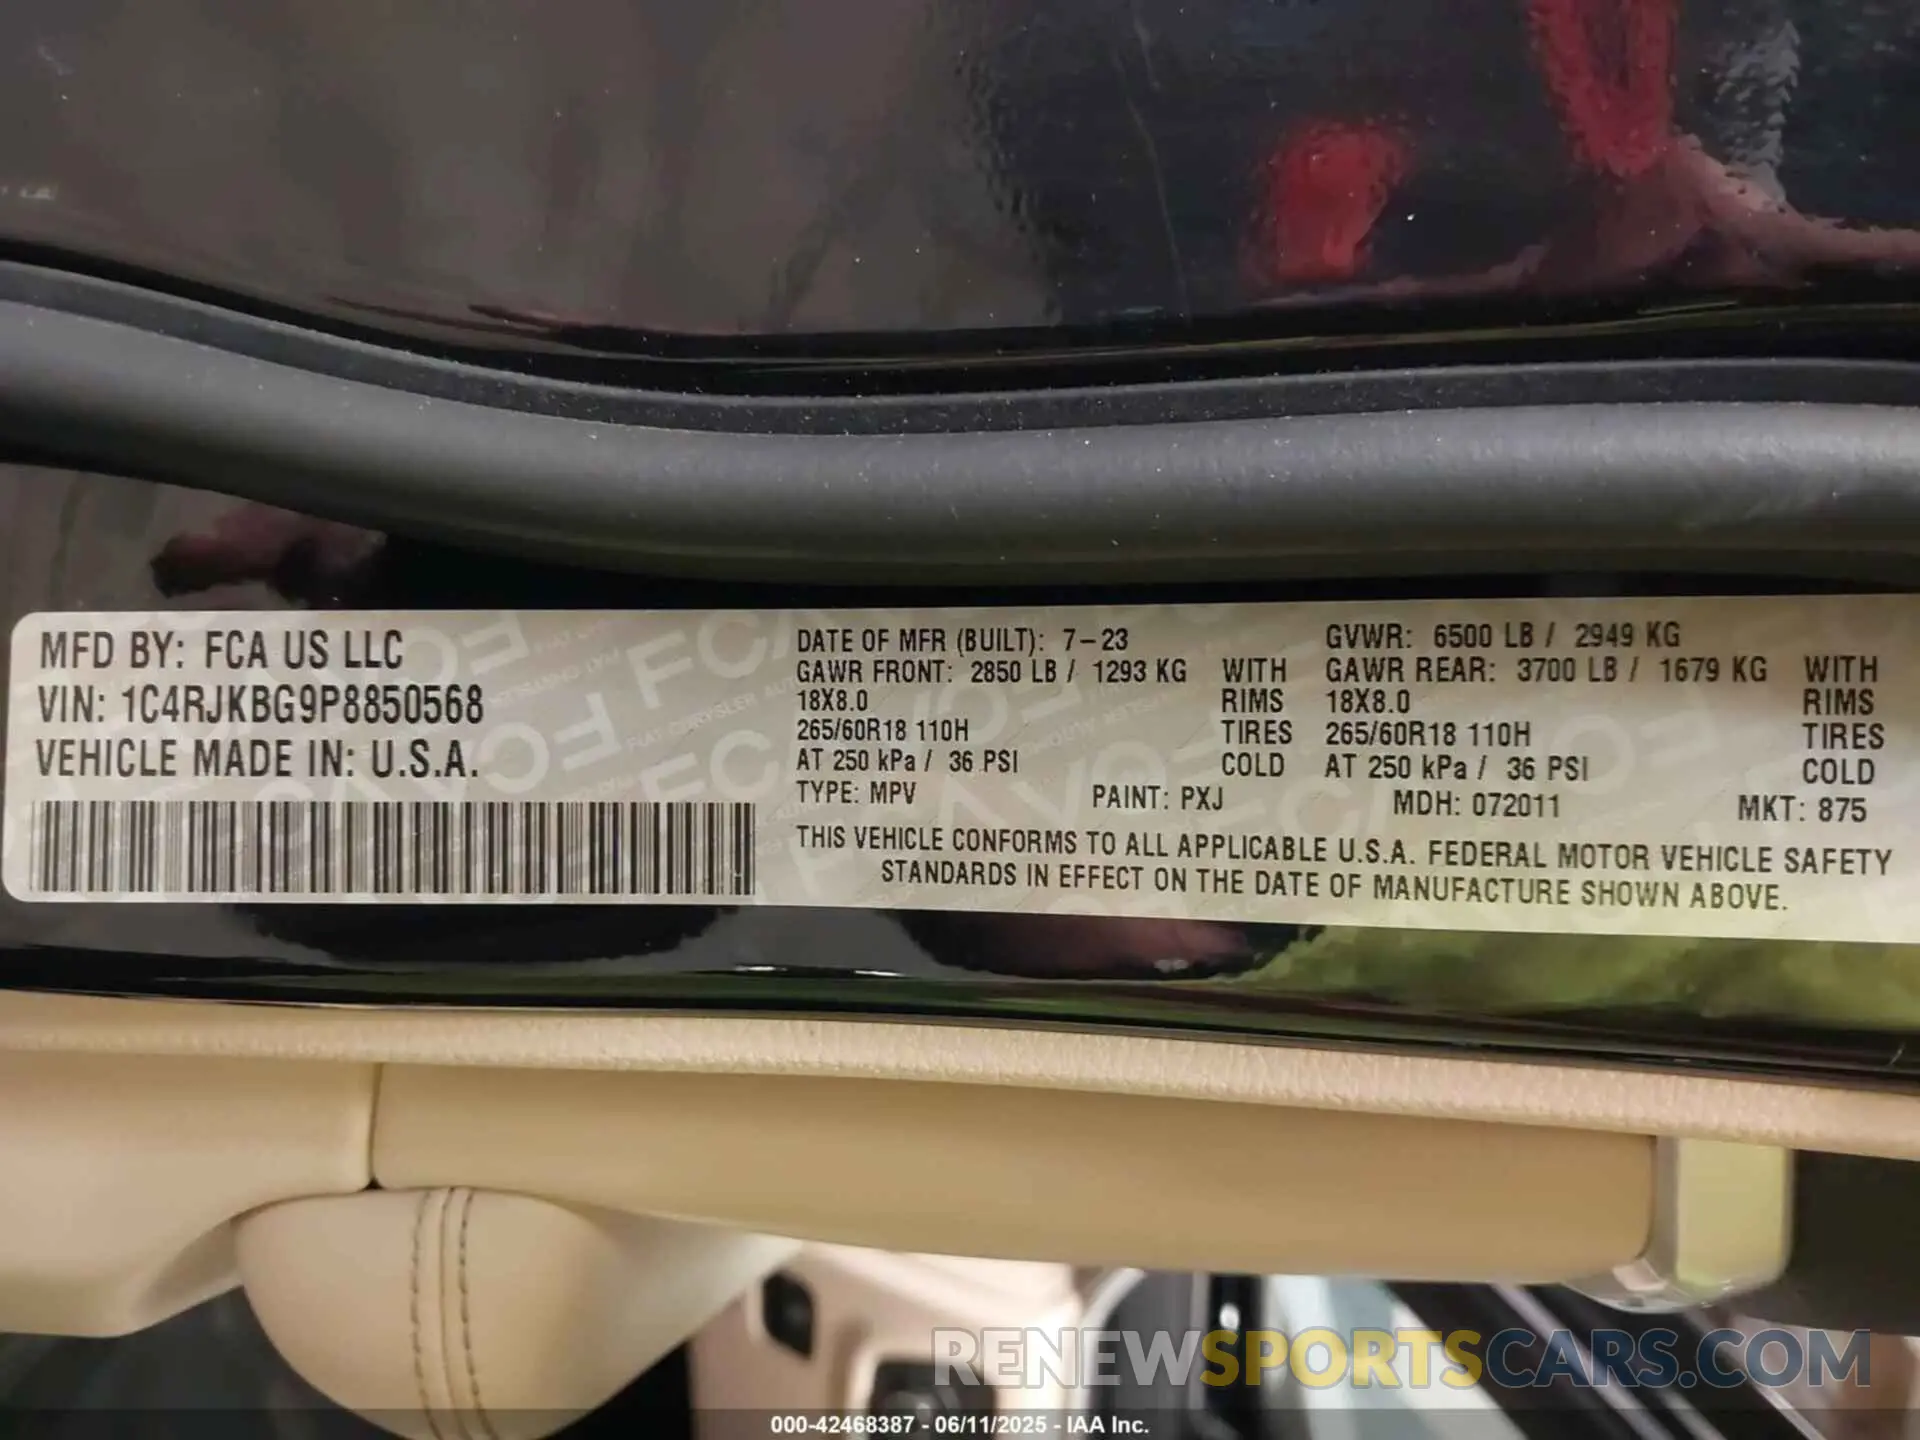 MFD BY: FCA US LLC
VIN: 1C4RJKBG9P8850568
VEHICLE MADE IN: U.S.A.
DATE OF MFR (BUILT): 7-23
GAWR FRONT: 2850 LB / 1293 KG WITH
18X8.0 RIMS
265/60R18 110H TIRES
AT 250 kPa / 36 PSI COLD
GVWR: 6500 LB / 2949 KG
GAWR REAR: 3700 LB / 1679 KG WITH
18X8.0 RIMS
265/60R18 110H TIRES
AT 250 kPa / 36 PSI COLD
TYPE: MPV PAINT: PXJ MDH: 072011 MKT: 875
THIS VEHICLE CONFORMS TO ALL APPLICABLE U.S.A. FEDERAL MOTOR VEHICLE SAFETY
STANDARDS IN EFFECT ON THE DATE OF MANUFACTURE SHOWN ABOVE.
RENEWSPORTSCARS.COM
000-42468387 - 06/11/2025 - IAA Inc.